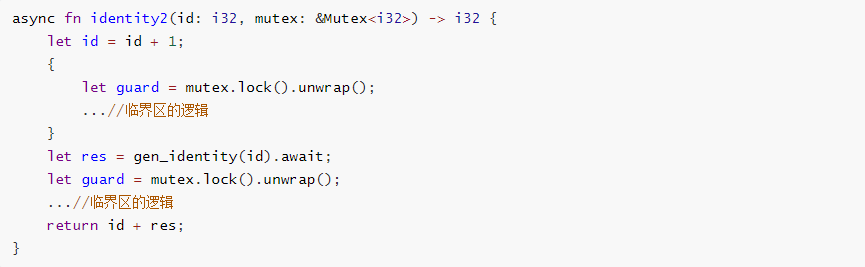 async fn identity2(id: i32, mutex: &Mutex<i32>) -> i32 {
    let id = id + 1;
    {
        let guard = mutex.lock().unwrap();
        ...//临界区的逻辑
    }
    let res = gen_identity(id).await;
    let guard = mutex.lock().unwrap();
    ...//临界区的逻辑
    return id + res;
}